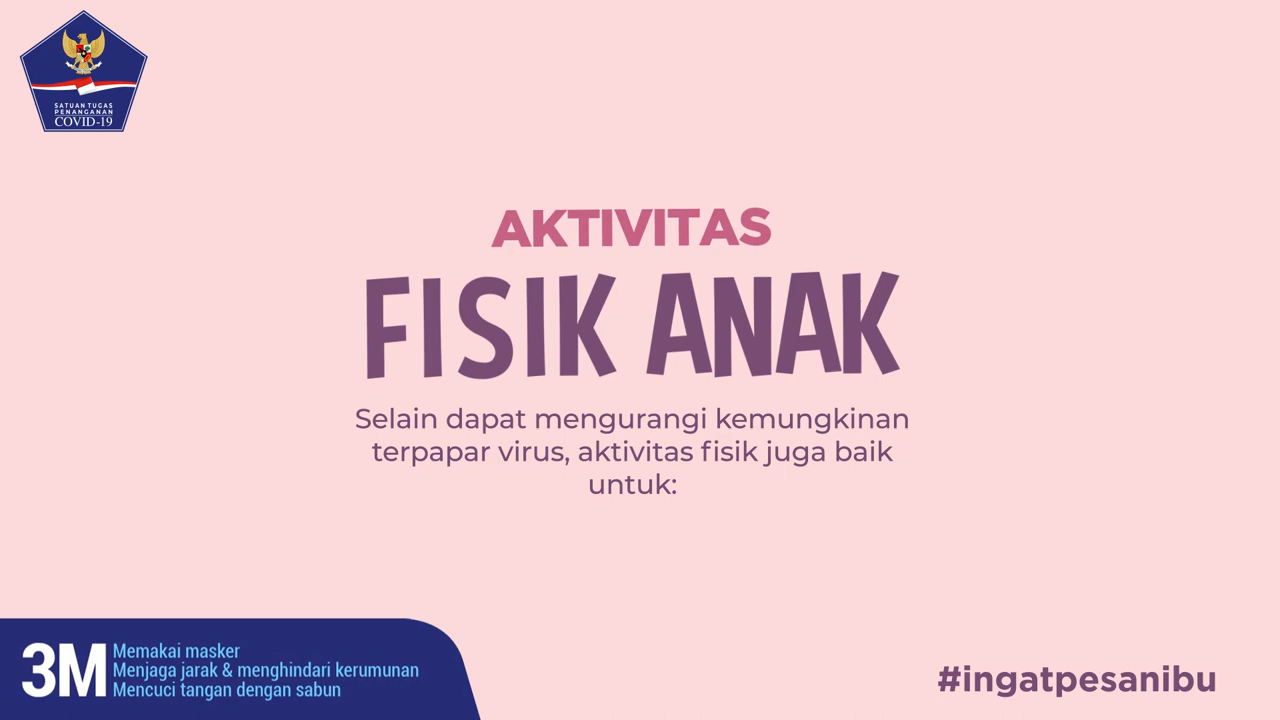 SATUAN TUGAS
PENANGANAN
COVID-19
AKTIVITAS
FISIK ANAK
Selain dapat mengurangi kemungkinan
terpapar virus, aktivitas fisik juga baik
untuk:
3M
Memakai masker
Menjaga jarak & menghindari kerumunan
Mencuci tangan dengan sabun
#ingatpesanibu